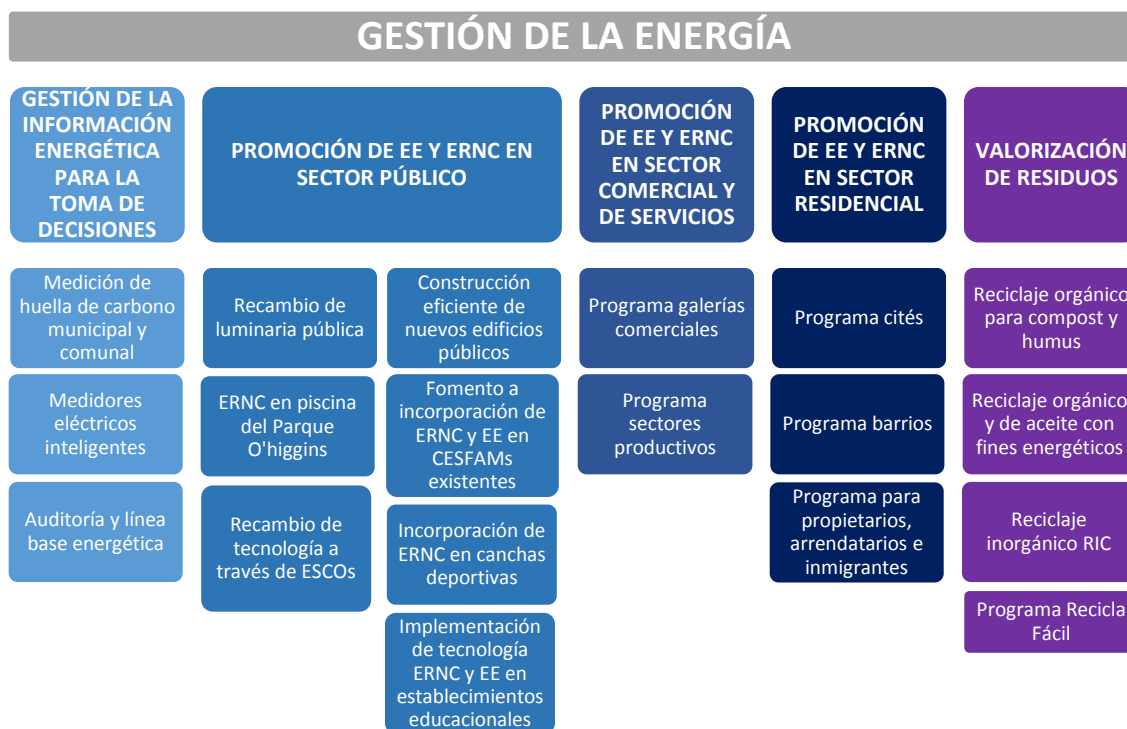 GESTIÓN DE LA ENERGÍA
GESTIÓN DE LA
INFORMACIÓN
ENERGÉTICA
PARA LA
TOMA DE
DECISIONES
PROMOCIÓN DE EE Y ERNC EN
SECTOR PÚBLICO
PROMOCIÓN
DE EE Y ERNC
EN SECTOR
COMERCIAL Y
DE SERVICIOS
PROMOCIÓN
DE EE Y ERNC
EN SECTOR
RESIDENCIAL
VALORIZACIÓN
DE RESIDUOS
Medición de
huella de carbono
municipal y
comunal
Medidores
eléctricos
inteligentes
Auditoría y línea
base energética
Recambio de
luminaria pública
ERNC en piscina
del Parque
O'higgins
Recambio de
tecnología a
través de ESCOs
Construcción
eficiente de
nuevos edificios
públicos
Fomento a
incorporación de
ERNC y EE en
CESFAMs
existentes
Incorporación de
ERNC en canchas
deportivas
Implementación
de tecnología
ERNC y EE en
establecimientos
educacionales
Programa galerías
comerciales
Programa
sectores
productivos
Programa cités
Programa barrios
Programa para
propietarios,
arrendatarios e
inmigrantes
Reciclaje orgánico
para compost y
humus
Reciclaje orgánico
y de aceite con
fines energéticos
Reciclaje
inorgánico RIC
Programa Recicla
Fácil